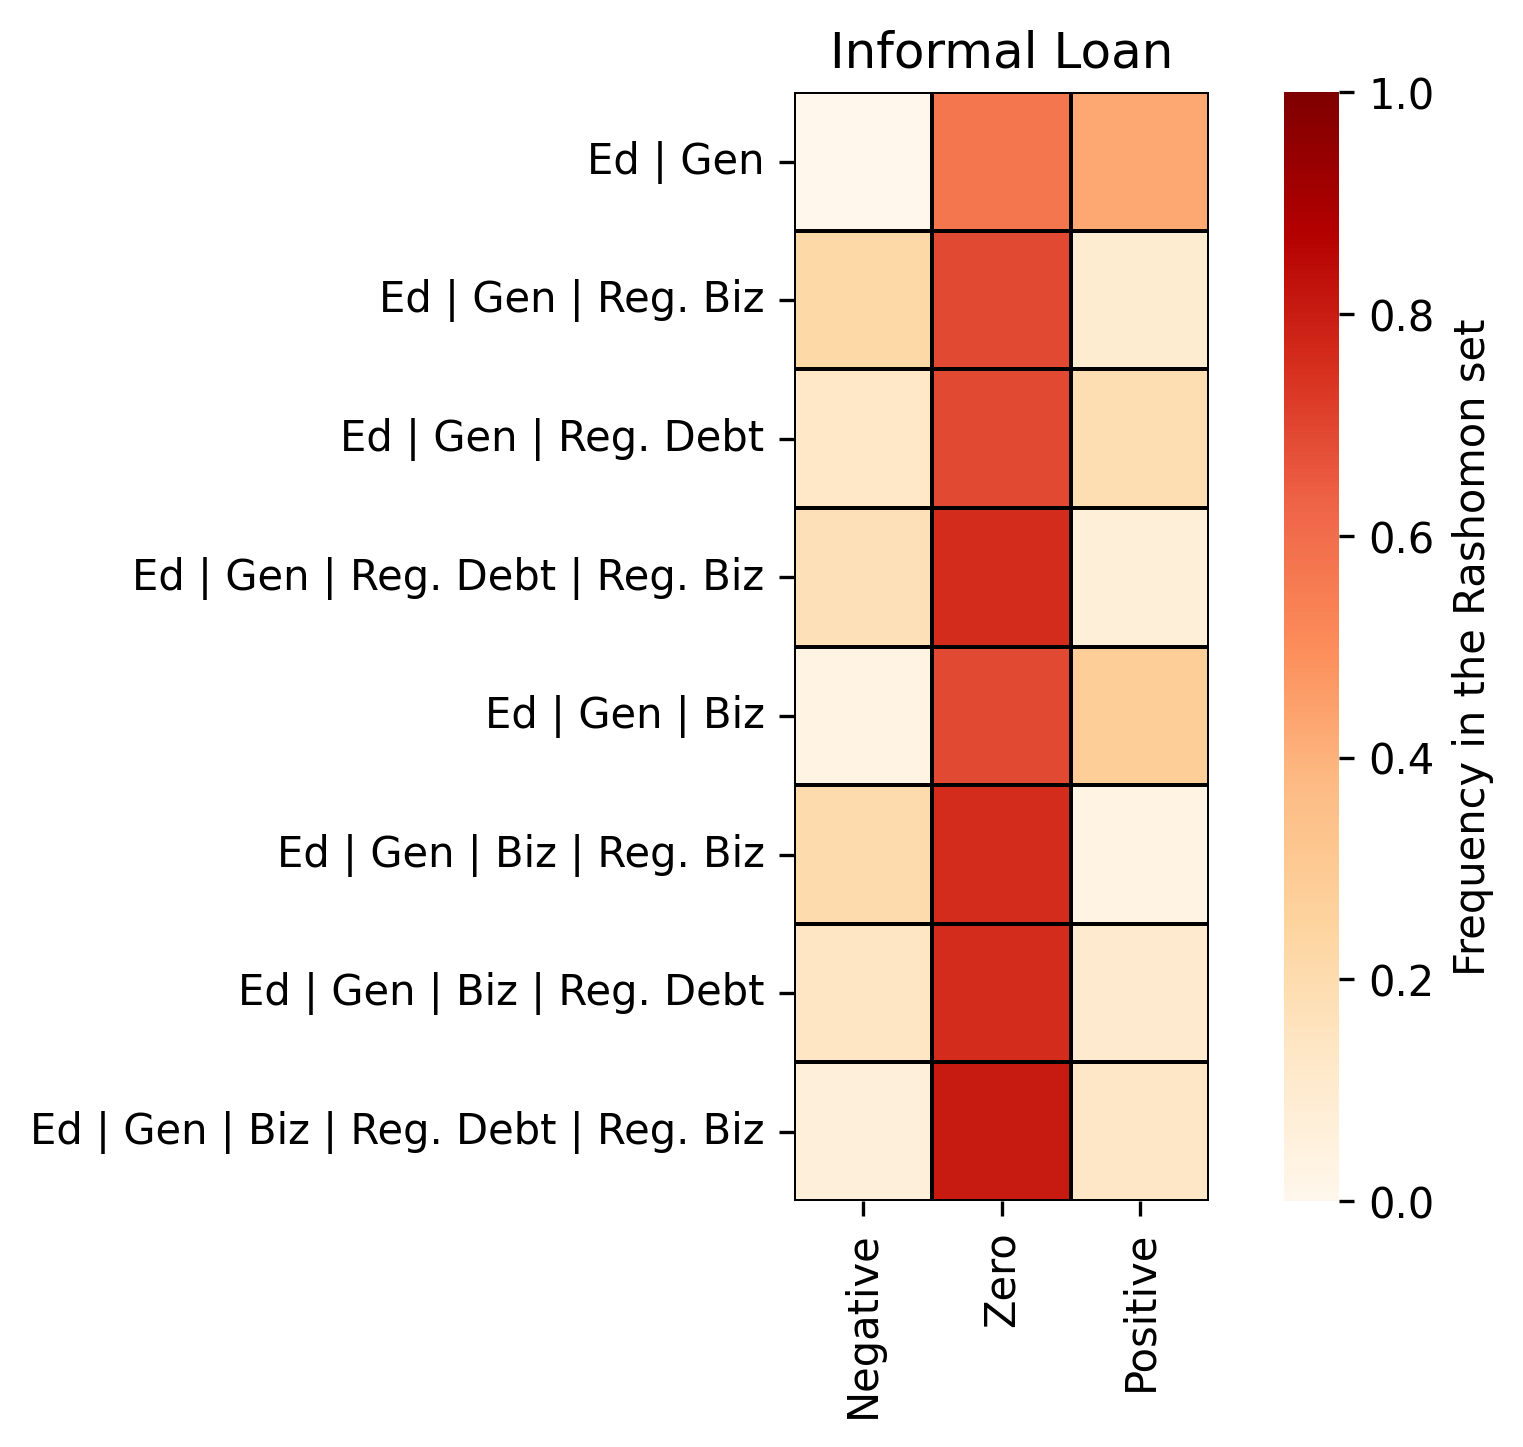 Informal Loan
Ed | Gen
Ed | Gen | Reg. Biz
Ed | Gen | Reg. Debt
Ed | Gen | Reg. Debt | Reg. Biz
Ed | Gen | Biz
Ed | Gen | Biz | Reg. Biz
Ed | Gen | Biz | Reg. Debt
Ed | Gen | Biz | Reg. Debt | Reg. Biz
Negative
Zero
Positive
1.0
0.8
0.6
0.4
0.2
0.0
Frequency in the Rashomon set